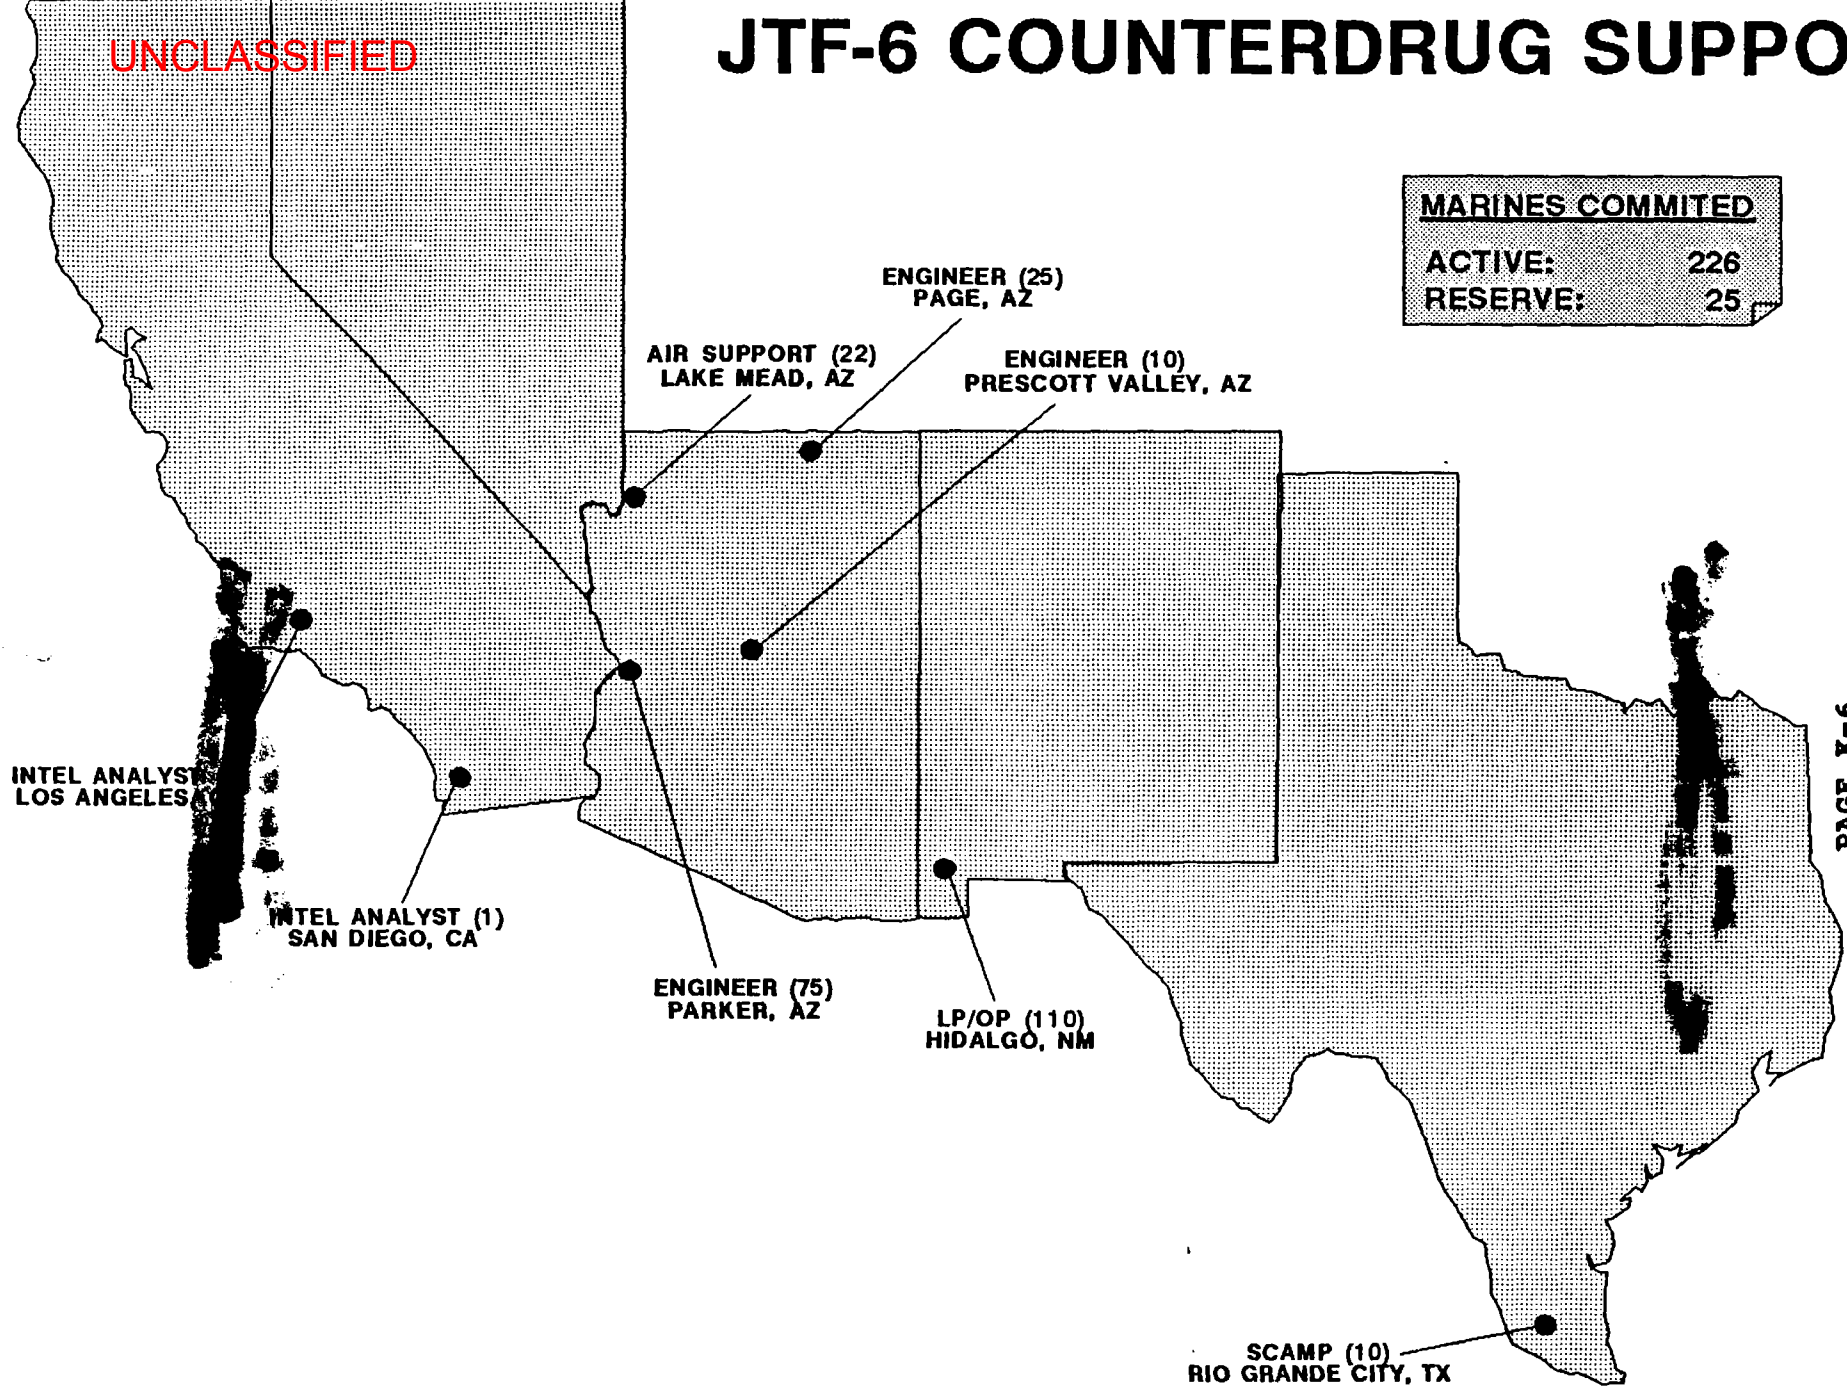 UNCLASSIFIED
JTF-6 COUNTERDRUG SUPPO
MARINES COMMITED
ACTIVE: 226
RESERVE: 25
ENGINEER (25)
PAGE, AZ
AIR SUPPORT (22)
LAKE MEAD, AZ
ENGINEER (10)
PRESCOTT VALLEY, AZ
INTEL ANALYST
LOS ANGELES
INTEL ANALYST (1)
SAN DIEGO, CA
ENGINEER (75)
PARKER, AZ
LP/OP (110)
HIDALGO, NM
SCAMP (10)
RIO GRANDE CITY, TX
PAGE K-6